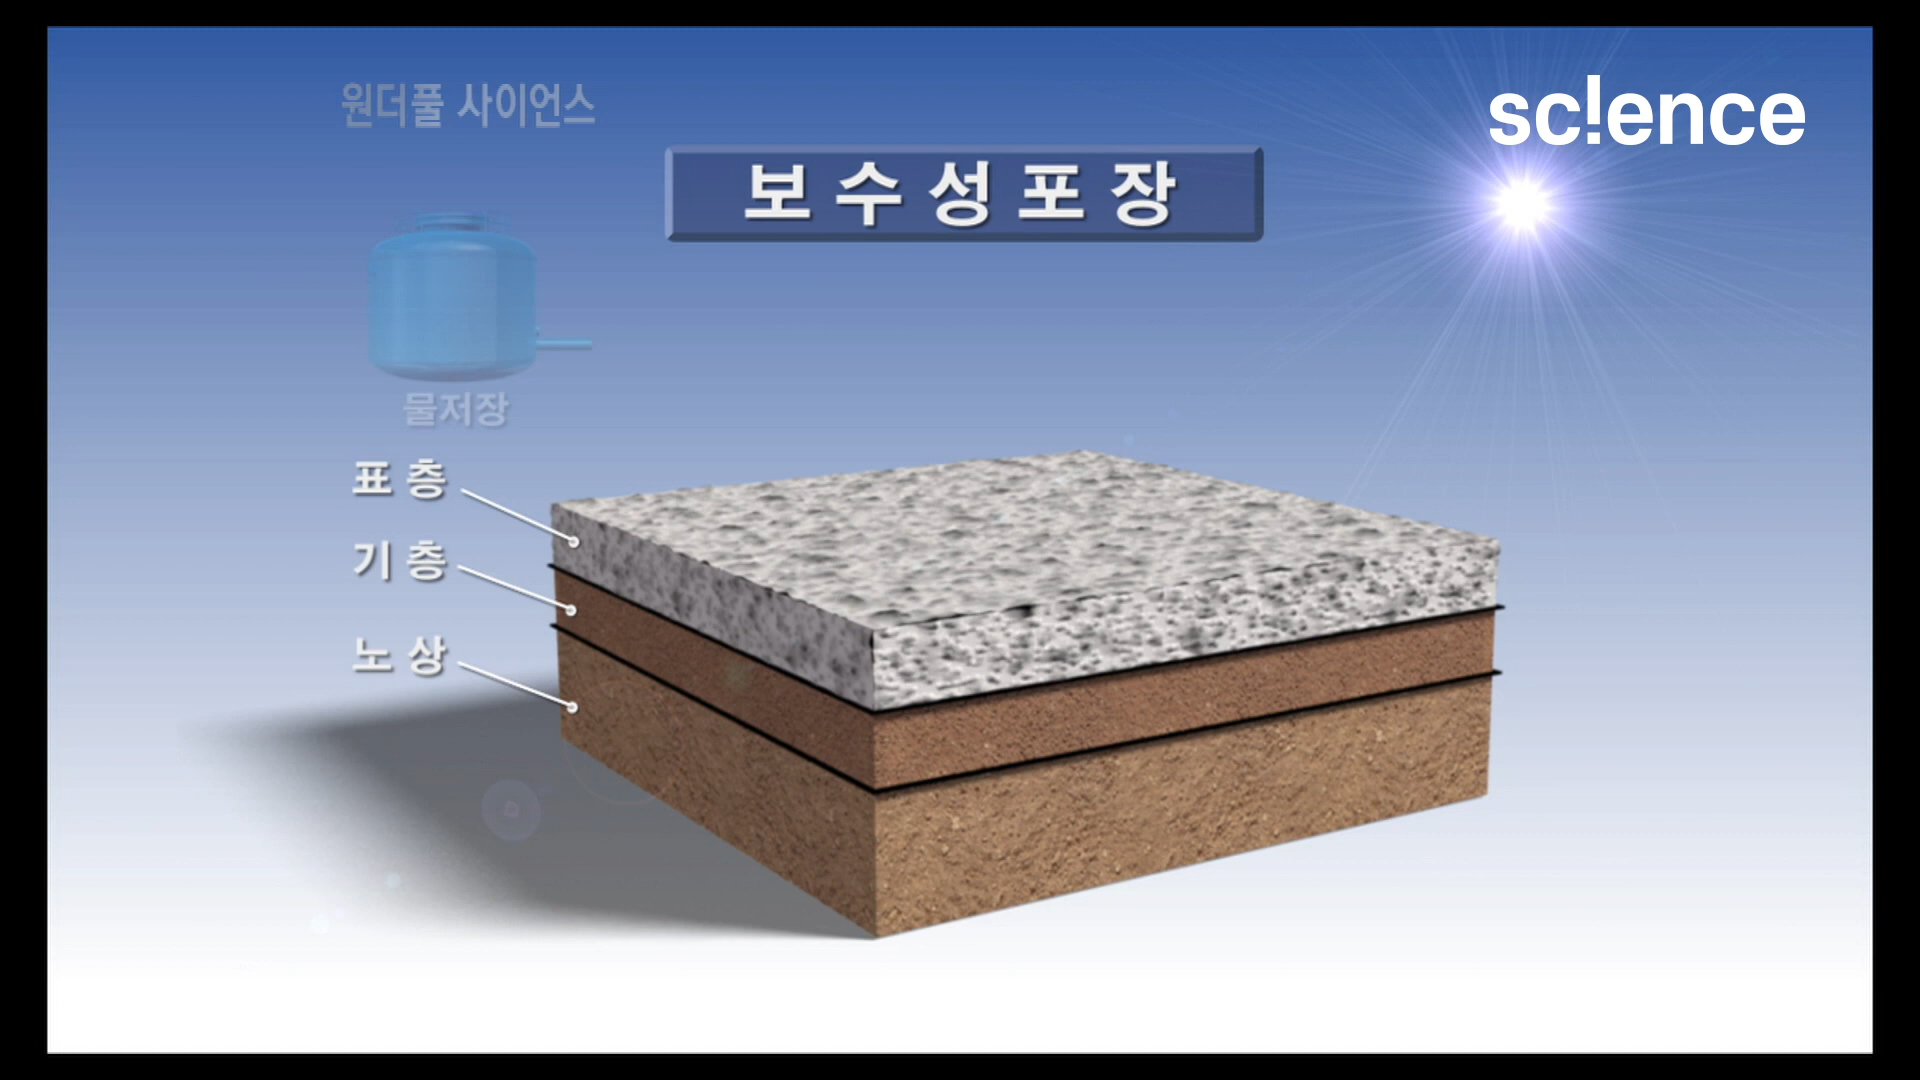 원더풀 사이언스
sc!ence
보수성포장
물저장
표층
기층
노상